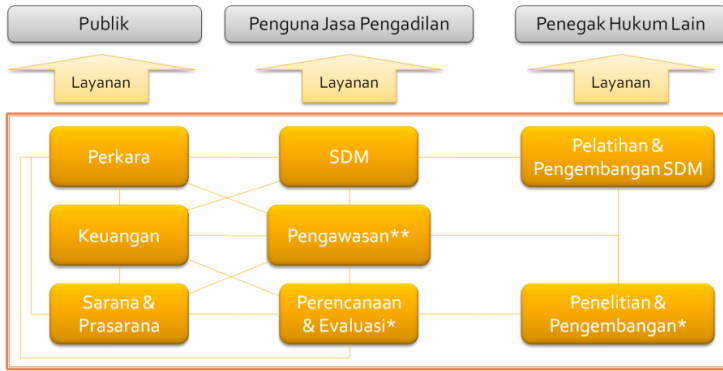 Publik
Penguna Jasa Pengadilan
Penegak Hukum Lain
Layanan
Layanan
Layanan
Perkara
SDM
Pelatihan &
Pengembangan SDM
Keuangan
Pengawasan**
Sarana &
Prasarana
Perencanaan
& Evaluasi*
Penelitian &
Pengembangan*